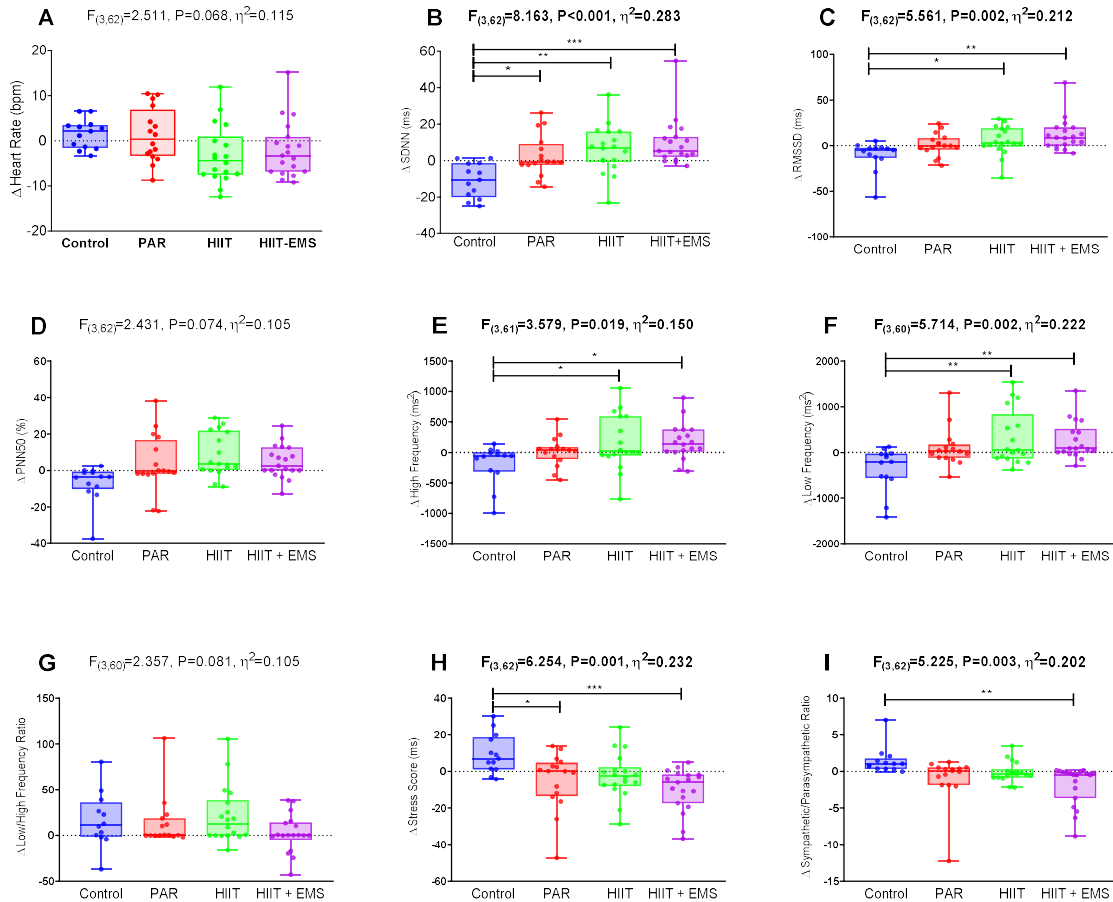 A F(3,62)=2.511, P=0.068, η²=0.115
Δ Heart Rate (bpm)
20
10
0
-10
-20
Control PAR HIIT HIIT-EMS
B F(3,62)=8.163, P<0.001, η²=0.283
Δ SDNN (ms)
***
**
*
60
40
20
0
-20
-40
Control PAR HIIT HIIT+EMS
C F(3,62)=5.561, P=0.002, η²=0.212
Δ RMSSD (ms)
**
*
100
50
0
-50
-100
Control PAR HIIT HIIT + EMS
D F(3,62)=2.431, P=0.074, η²=0.105
Δ PNN50 (%)
60
40
20
0
-20
-40
Control PAR HIIT HIIT + EMS
E F(3,61)=3.579, P=0.019, η²=0.150
Δ High Frequency (ms²)
*
*
1500
1000
500
0
-500
-1000
-1500
Control PAR HIIT HIIT + EMS
F F(3,60)=5.714, P=0.002, η²=0.222
Δ Low Frequency (ms²)
**
**
2000
1000
0
-1000
-2000
Control PAR HIIT HIIT + EMS
G F(3,60)=2.357, P=0.081, η²=0.105
Δ Low/High Frequency Ratio
150
100
50
0
-50
Control PAR HIIT HIIT + EMS
H F(3,62)=6.254, P=0.001, η²=0.232
Δ Stress Score (ms)
***
*
40
20
0
-20
-40
-60
Control PAR HIIT HIIT + EMS
I F(3,62)=5.225, P=0.003, η²=0.202
Δ Sympathetic/Parasympathetic Ratio
**
10
5
0
-5
-10
-15
Control PAR HIIT HIIT + EMS